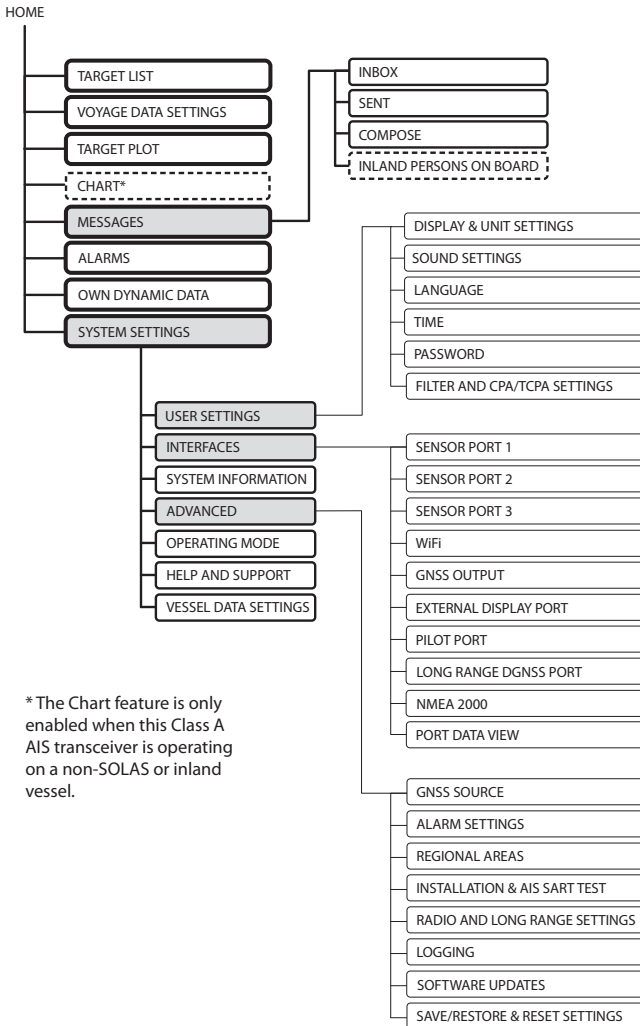 HOME
TARGET LIST
VOYAGE DATA SETTINGS
TARGET PLOT
CHART*
MESSAGES
ALARMS
OWN DYNAMIC DATA
SYSTEM SETTINGS
INBOX
SENT
COMPOSE
INLAND PERSONS ON BOARD
USER SETTINGS
INTERFACES
SYSTEM INFORMATION
ADVANCED
OPERATING MODE
HELP AND SUPPORT
VESSEL DATA SETTINGS
DISPLAY & UNIT SETTINGS
SOUND SETTINGS
LANGUAGE
TIME
PASSWORD
FILTER AND CPA/TCPA SETTINGS
SENSOR PORT 1
SENSOR PORT 2
SENSOR PORT 3
WiFi
GNSS OUTPUT
EXTERNAL DISPLAY PORT
PILOT PORT
LONG RANGE DGNSS PORT
NMEA 2000
PORT DATA VIEW
GNSS SOURCE
ALARM SETTINGS
REGIONAL AREAS
INSTALLATION & AIS SART TEST
RADIO AND LONG RANGE SETTINGS
LOGGING
SOFTWARE UPDATES
SAVE/RESTORE & RESET SETTINGS
* The Chart feature is only
enabled when this Class A
AIS transceiver is operating
on a non-SOLAS or inland
vessel.